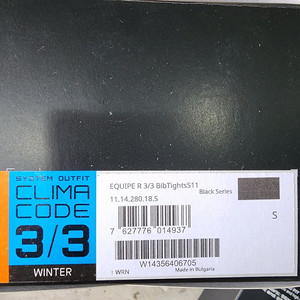 SYSTEM OUTFIT
CLIMA
CODE
3/3
WINTER
EQUIPE R 3/3 BibTightsS11
Black Series
11.14.280.18.S
S
7 627776 014937
W14356406705
1 WRN
Made in Bulgaria